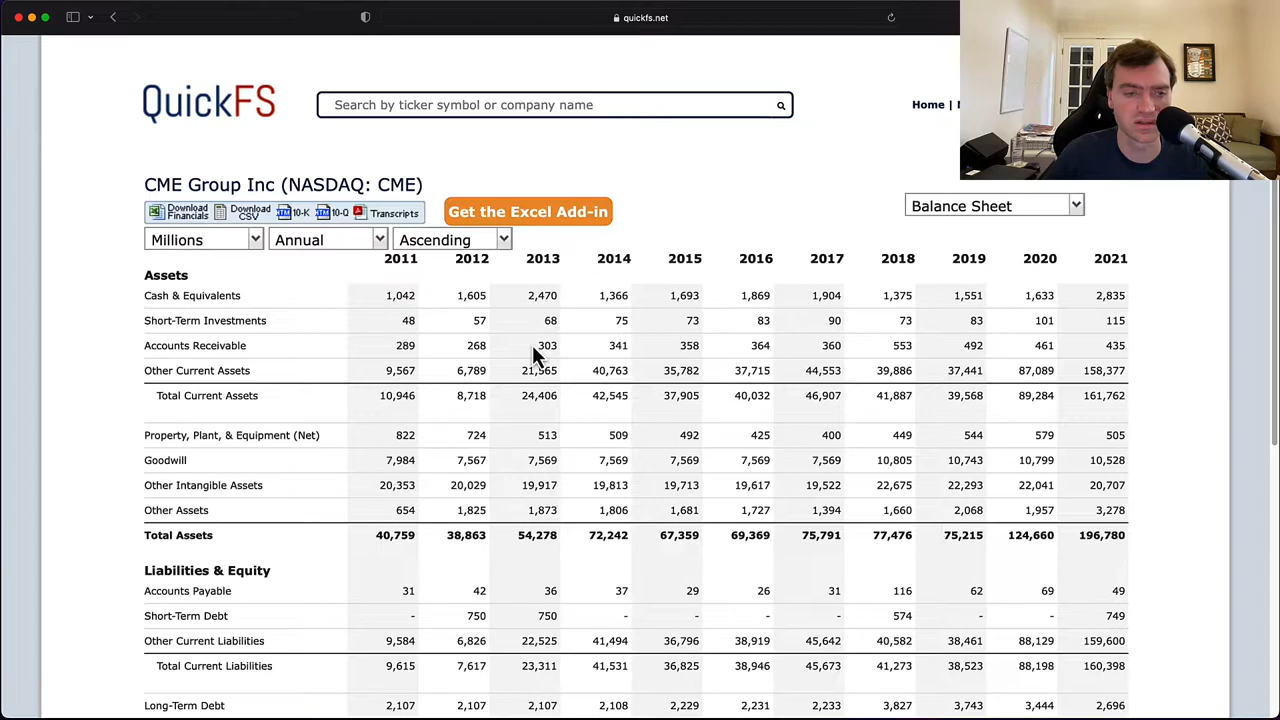 quickfs.net
QuickFS
Search by ticker symbol or company name
Home |
CME Group Inc (NASDAQ: CME)
Download Financials Download CSV 10-K 10-Q Transcripts
Get the Excel Add-in
Balance Sheet
Millions Annual Ascending
2011 2012 2013 2014 2015 2016 2017 2018 2019 2020 2021
Assets
Cash & Equivalents 1,042 1,605 2,470 1,366 1,693 1,869 1,904 1,375 1,551 1,633 2,835
Short-Term Investments 48 57 68 75 73 83 90 73 83 101 115
Accounts Receivable 289 268 303 341 358 364 360 553 492 461 435
Other Current Assets 9,567 6,789 21,565 40,763 35,782 37,715 44,553 39,886 37,441 87,089 158,377
Total Current Assets 10,946 8,718 24,406 42,545 37,905 40,032 46,907 41,887 39,568 89,284 161,762
Property, Plant, & Equipment (Net) 822 724 513 509 492 425 400 449 544 579 505
Goodwill 7,984 7,567 7,569 7,569 7,569 7,569 7,569 10,805 10,743 10,799 10,528
Other Intangible Assets 20,353 20,029 19,917 19,813 19,713 19,617 19,522 22,675 22,293 22,041 20,707
Other Assets 654 1,825 1,873 1,806 1,681 1,727 1,394 1,660 2,068 1,957 3,278
Total Assets 40,759 38,863 54,278 72,242 67,359 69,369 75,791 77,476 75,215 124,660 196,780
Liabilities & Equity
Accounts Payable 31 42 36 37 29 26 31 116 62 69 49
Short-Term Debt - 750 750 - - - - 574 - - 749
Other Current Liabilities 9,584 6,826 22,525 41,494 36,796 38,919 45,642 40,582 38,461 88,129 159,600
Total Current Liabilities 9,615 7,617 23,311 41,531 36,825 38,946 45,673 41,273 38,523 88,198 160,398
Long-Term Debt 2,107 2,107 2,107 2,108 2,229 2,231 2,233 3,827 3,743 3,444 2,696